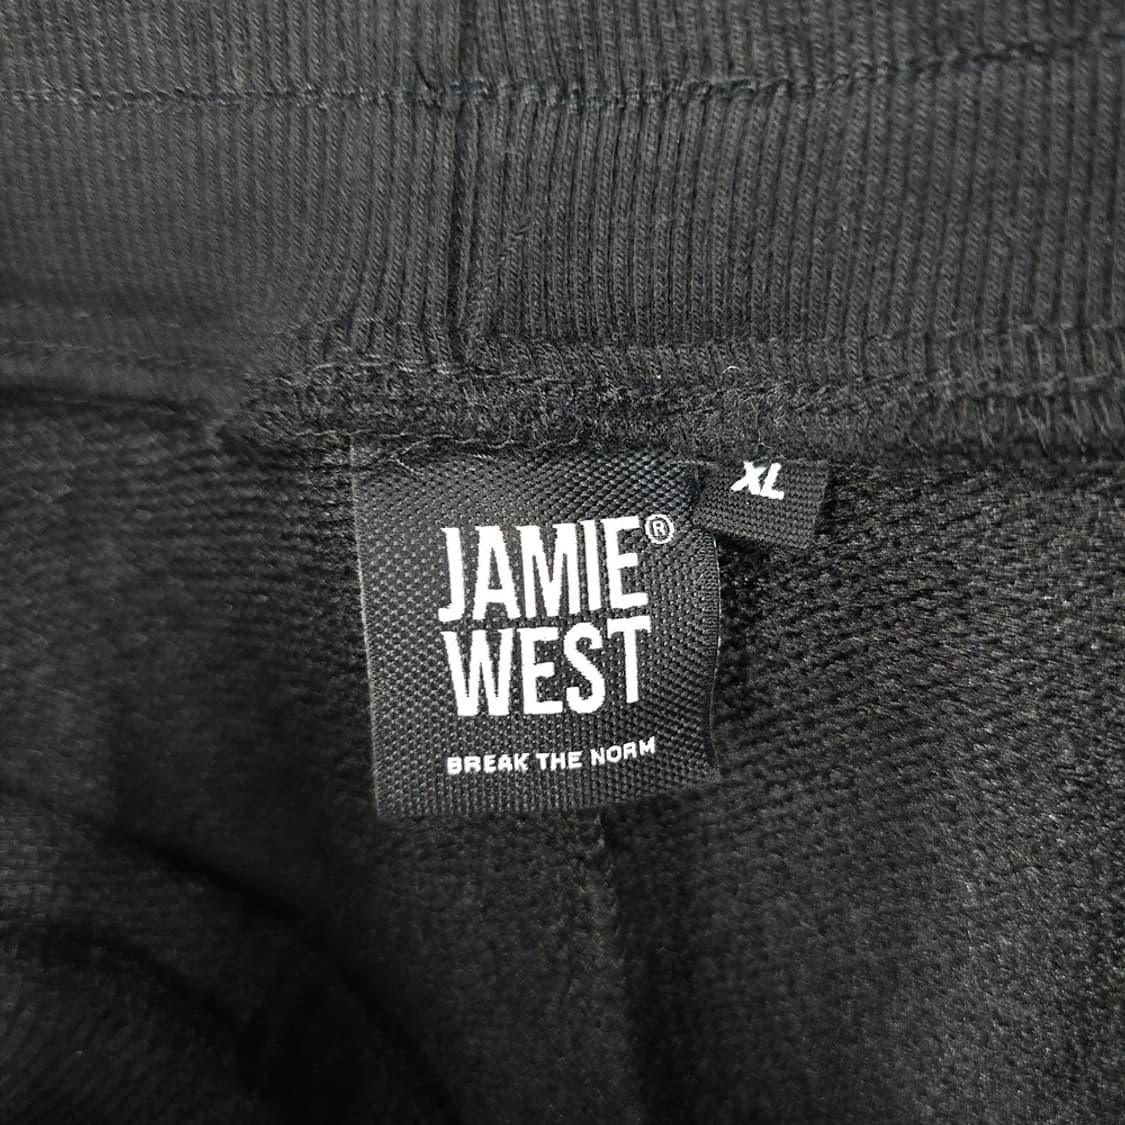 JAMIE®
WEST
BREAK THE NORM
XL